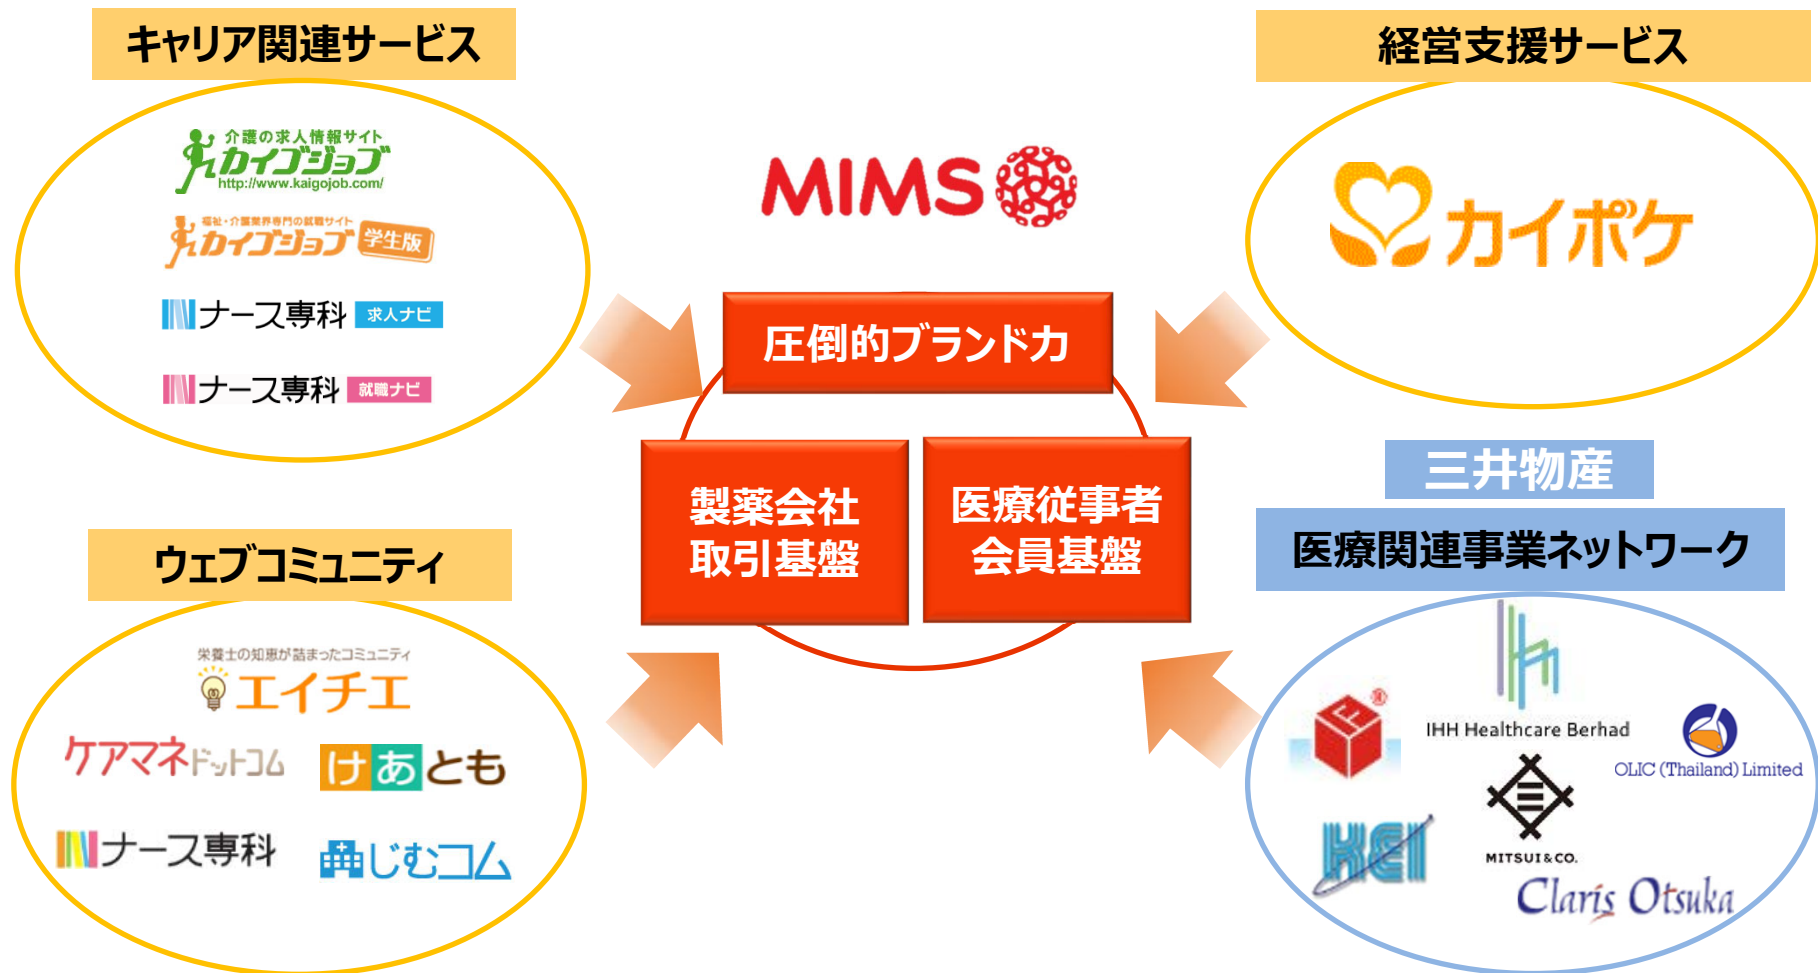 キャリア関連サービス
介護の求人情報サイト
カイゴジョブ
http://www.kaigojob.com/
福祉・介護業界専門の就職サイト
カイゴジョブ 学生版
ナース専科 求人ナビ
ナース専科 就職ナビ
MIMS
経営支援サービス
カイポケ
圧倒的ブランド力
製薬会社
取引基盤
医療従事者
会員基盤
ウェブコミュニティ
栄養士の知恵が詰まったコミュニティ
エイチエ
ケアマネドットコム
けあとも
ナース専科
じむコム
三井物産
医療関連事業ネットワーク
IHH Healthcare Berhad
OLIC (Thailand) Limited
MITSUI & CO.
KEI
Claris Otsuka